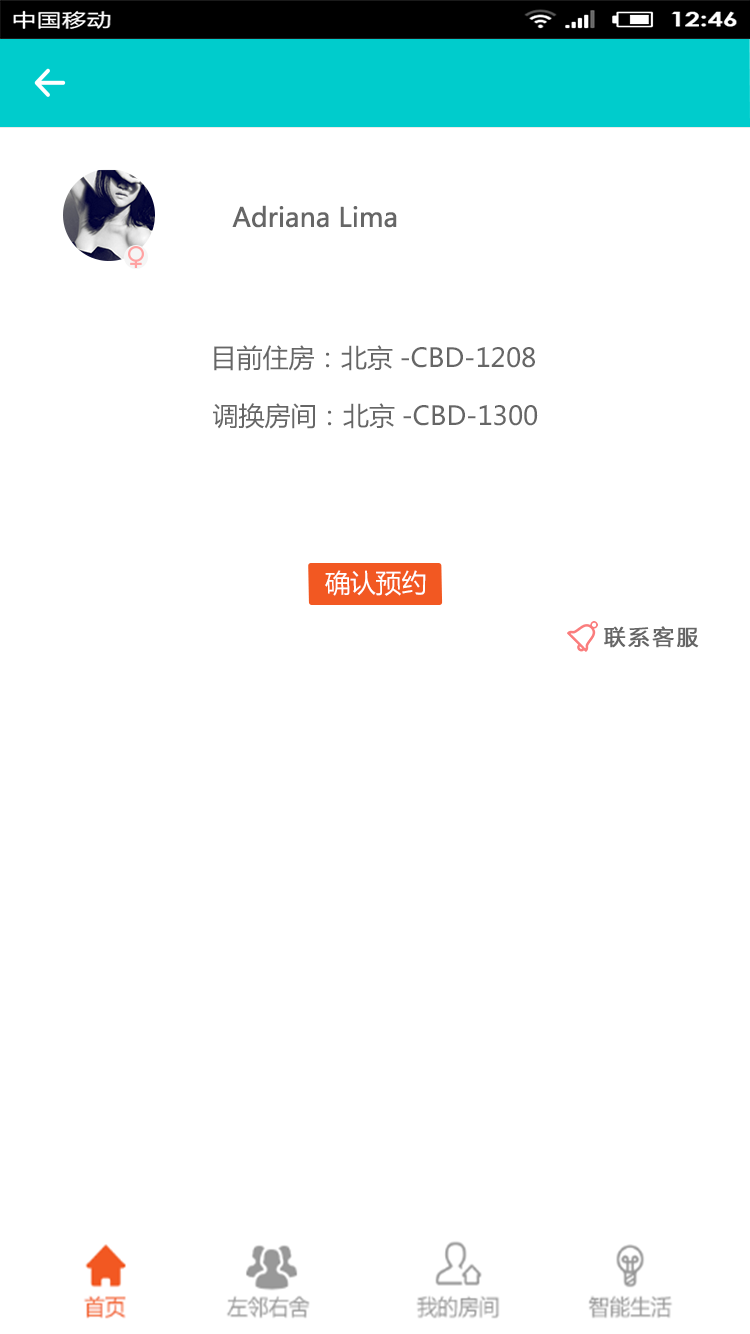 中国移动 12:46
Adriana Lima
目前住房：北京 -CBD-1208
调换房间：北京 -CBD-1300
确认预约
联系客服
首页 左邻右舍 我的房间 智能生活